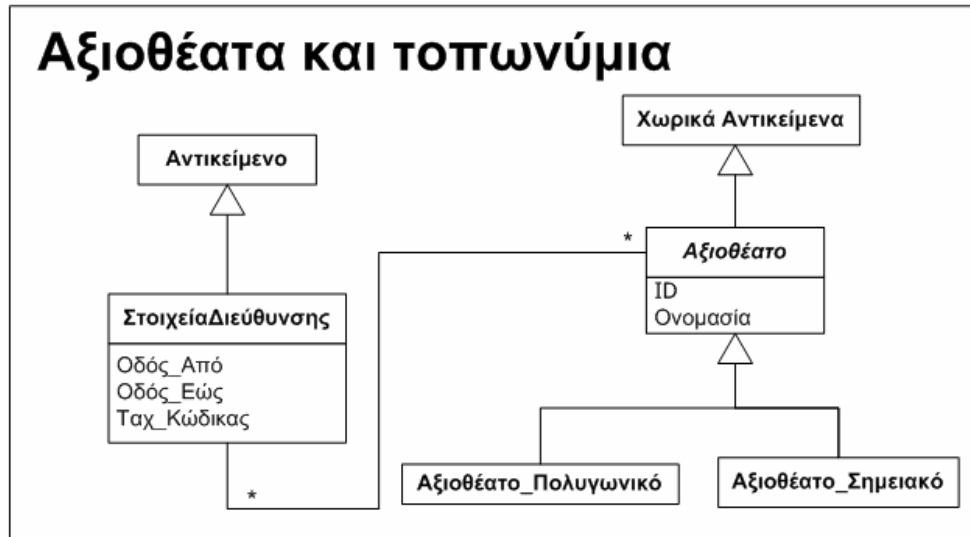 Αξιοθέατα και τοπωνύμια
Χωρικά Αντικείμενα
Αντικείμενο
*
Αξιοθέατο
ID
Ονομασία
ΣτοιχείαΔιεύθυνσης
Οδός_Από
Οδός_Εώς
Ταχ_Κώδικας
*
Αξιοθέατο_Πολυγωνικό
Αξιοθέατο_Σημειακό